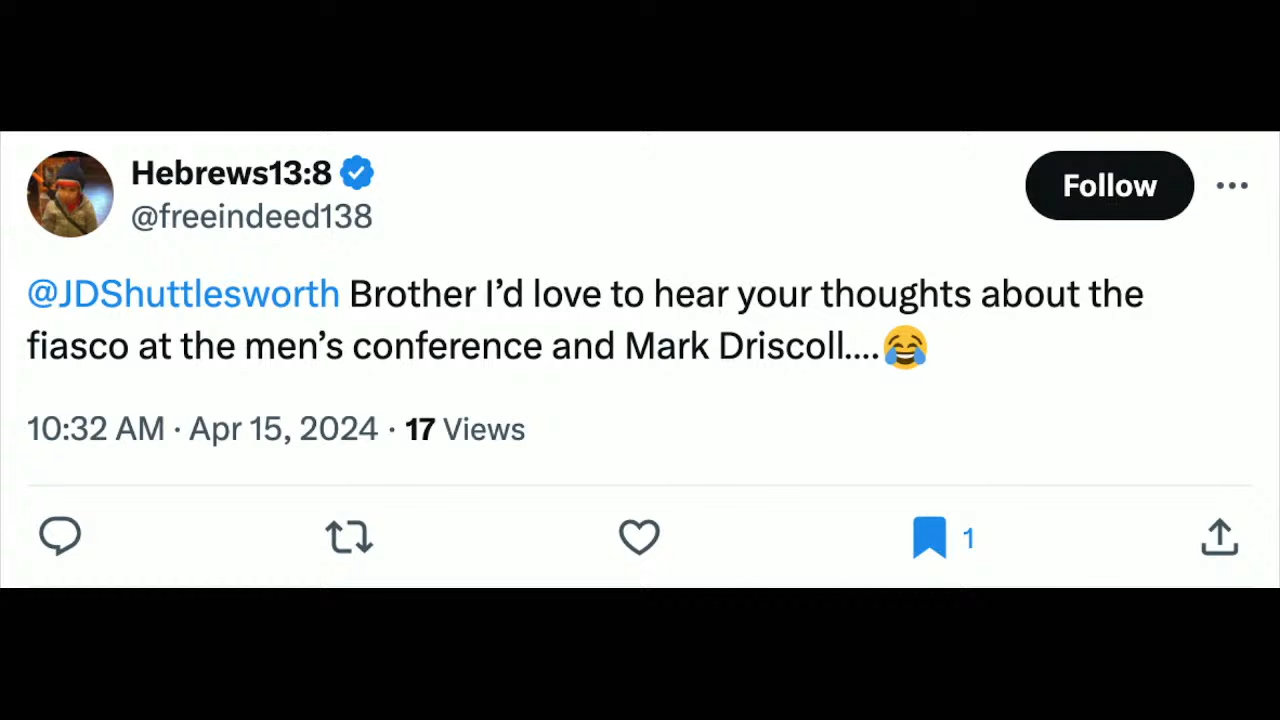 Hebrews13:8
@freeindeed138
Follow
@JDShuttlesworth Brother I’d love to hear your thoughts about the
fiasco at the men’s conference and Mark Driscoll....😂
10:32 AM · Apr 15, 2024 · 17 Views
1